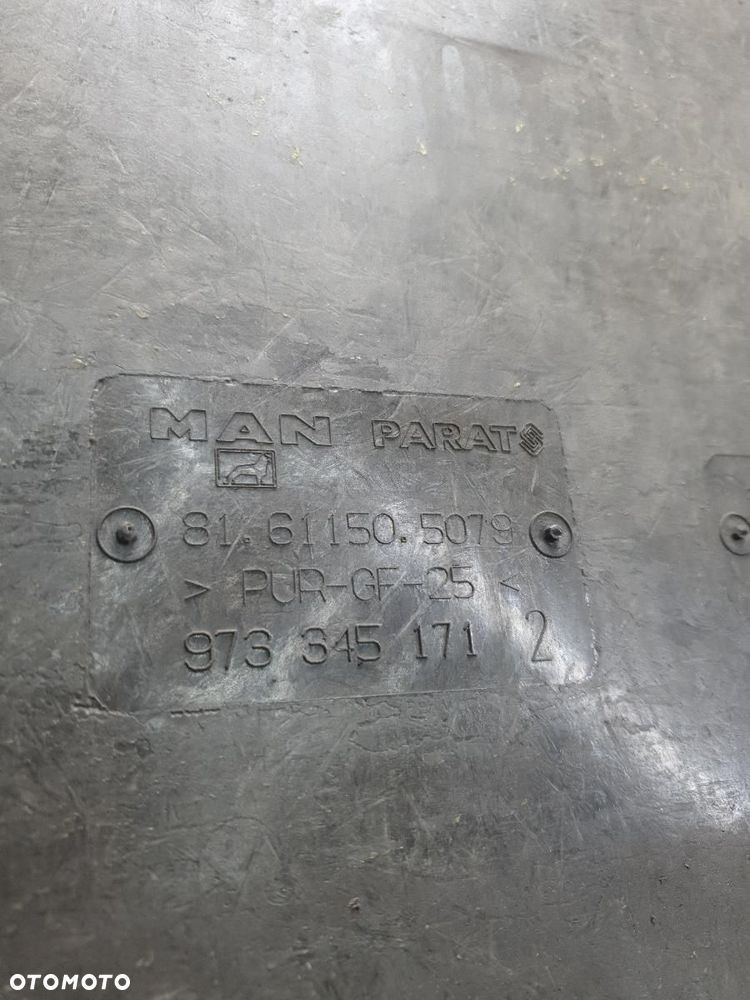 MAN PARAT
81.61150.5079
> PUR-GF-25 <
973 345 171 2
OTOMOTO